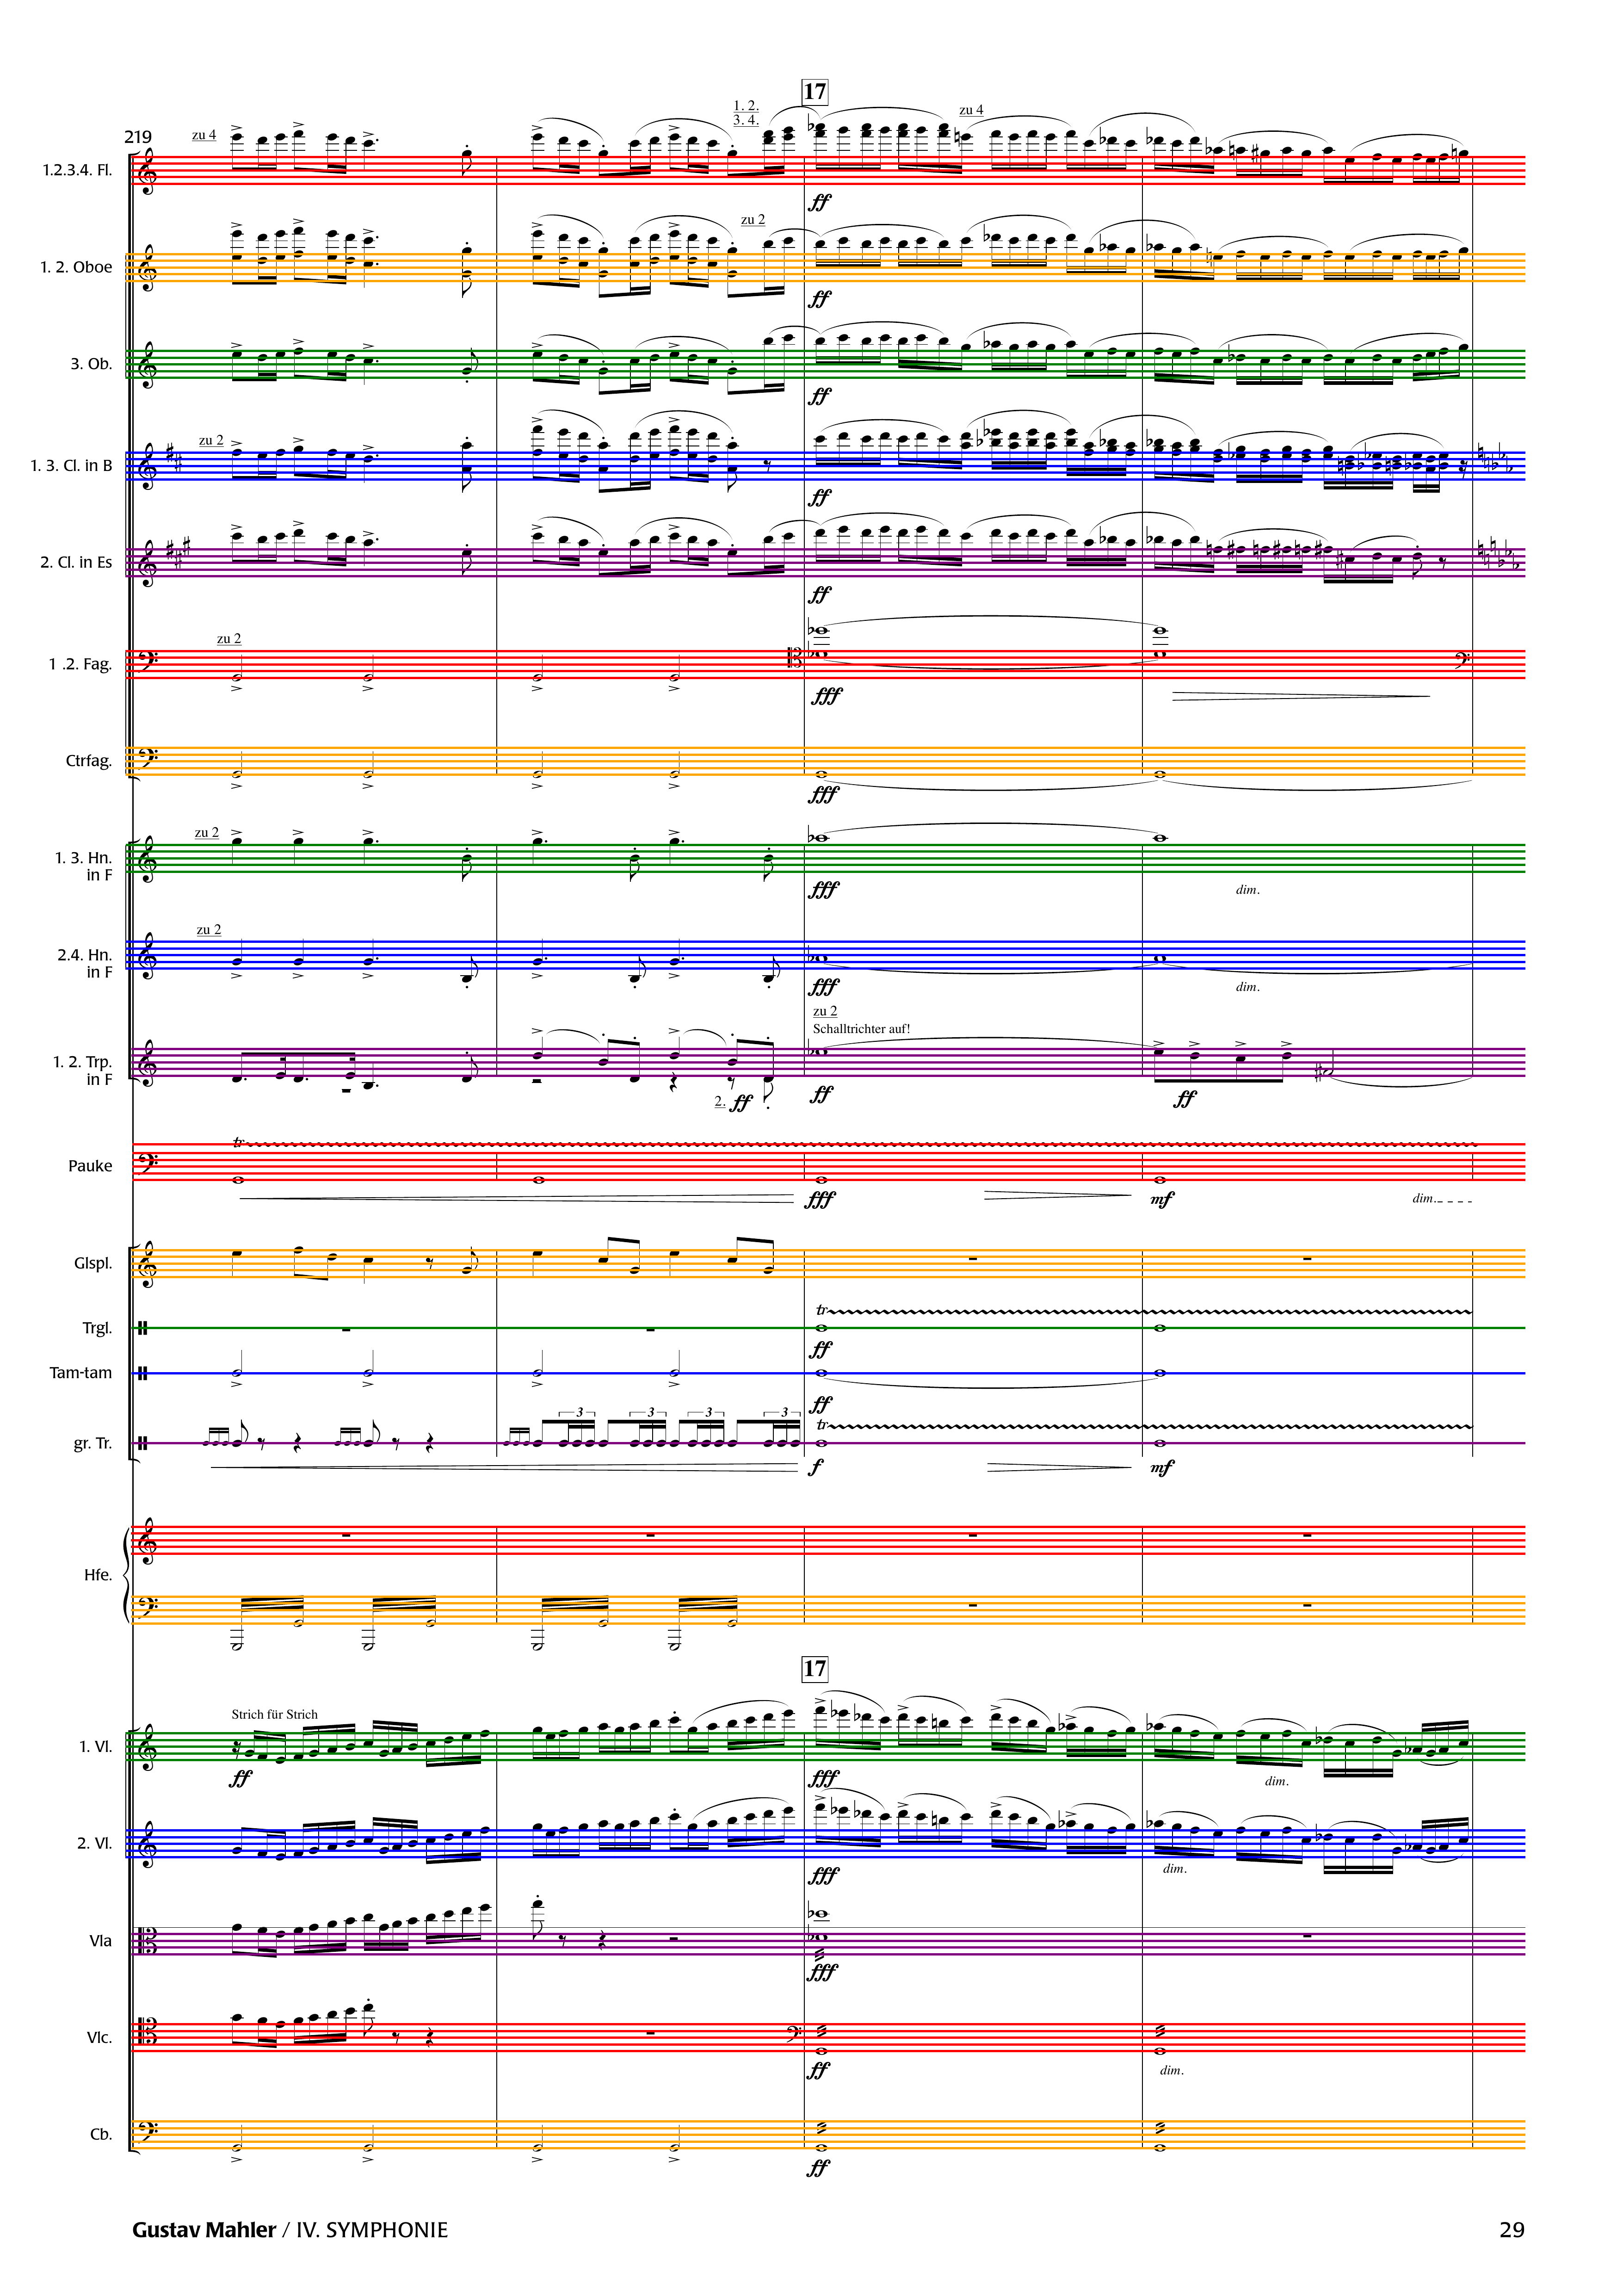 17
1. 2.
3. 4.
zu 4
219
zu 4
1.2.3.4. Fl.
ff
zu 2
1. 2. Oboe
ff
3. Ob.
ff
zu 2
1. 3. Cl. in B
ff
2. Cl. in Es
ff
zu 2
1 .2. Fag.
fff
Ctrfag.
fff
zu 2
1. 3. Hn.
in F
fff
dim.
zu 2
2.4. Hn.
in F
fff
dim.
zu 2
Schalltrichter auf!
1. 2. Trp.
in F
2. ff
ff
ff
tr
Pauke
fff
mf
dim.
Glspl.
tr
Trgl.
ff
Tam-tam
ff
3 3 3 3
tr
gr. Tr.
f
mf
Hfe.
17
Strich für Strich
1. Vl.
ff
fff
dim.
2. Vl.
fff
dim.
Vla
fff
Vlc.
ff
dim.
Cb.
ff
Gustav Mahler / IV. SYMPHONIE
29